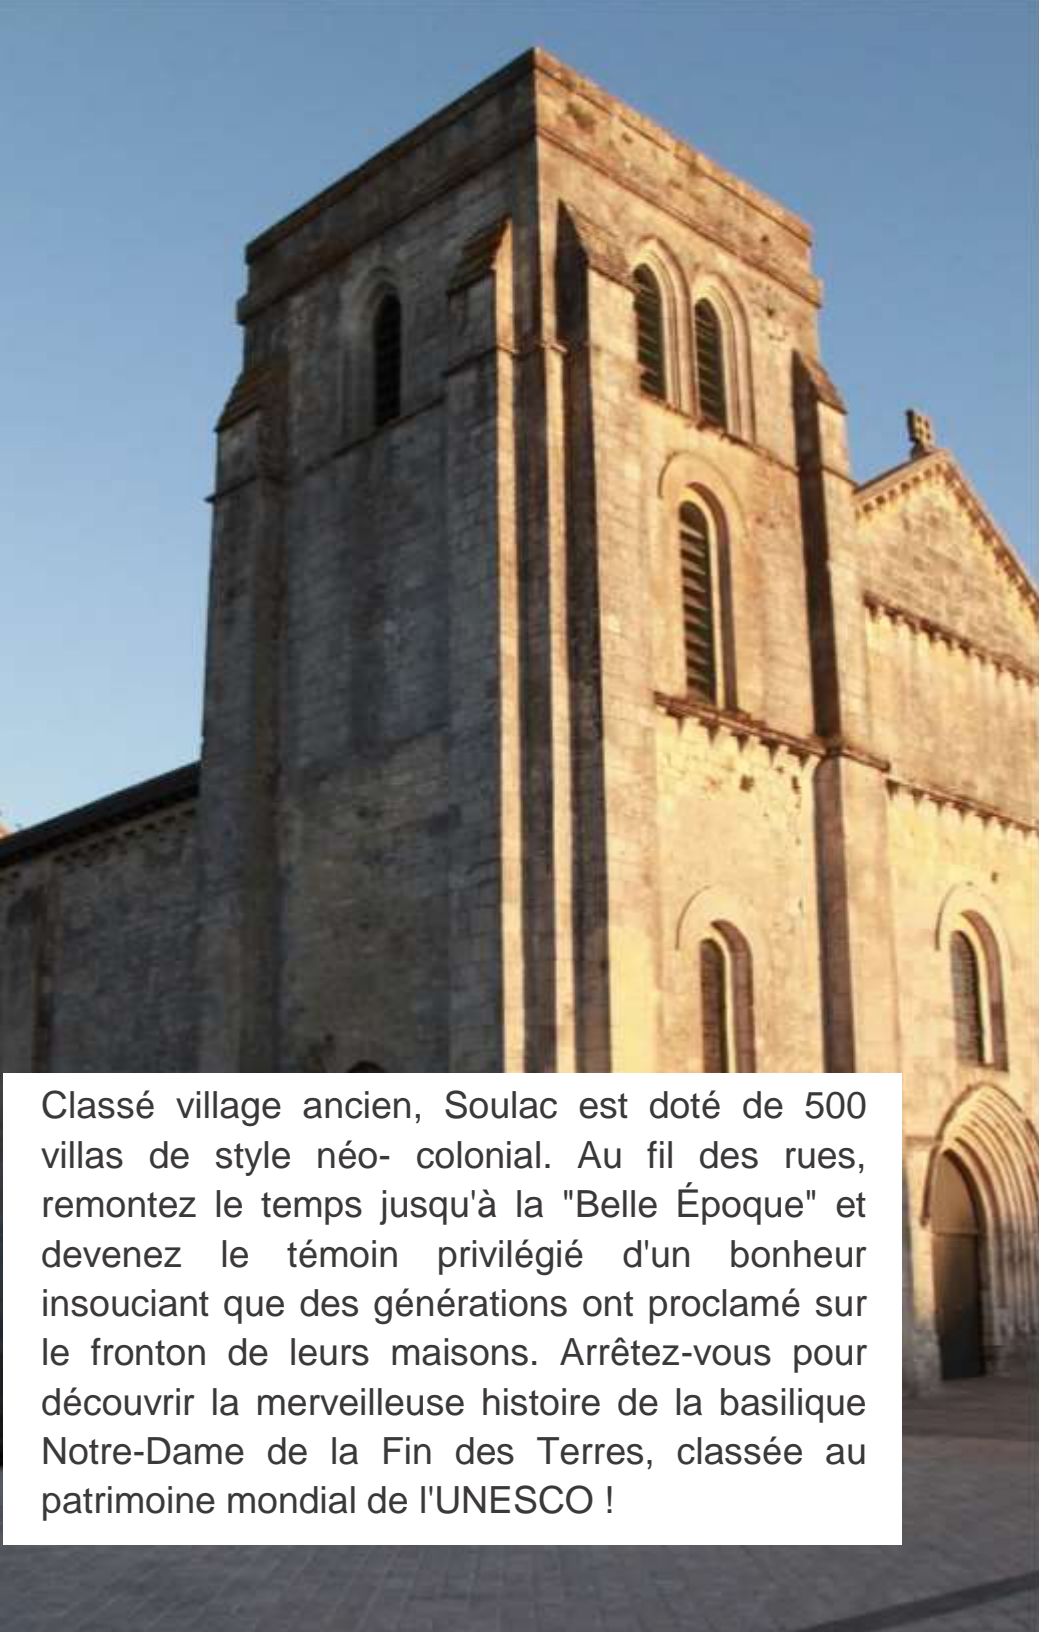 Classé village ancien, Soulac est doté de 500
villas de style néo- colonial. Au fil des rues,
remontez le temps jusqu'à la "Belle Époque" et
devenez le témoin privilégié d'un bonheur
insouciant que des générations ont proclamé sur
le fronton de leurs maisons. Arrêtez-vous pour
découvrir la merveilleuse histoire de la basilique
Notre-Dame de la Fin des Terres, classée au
patrimoine mondial de l'UNESCO !